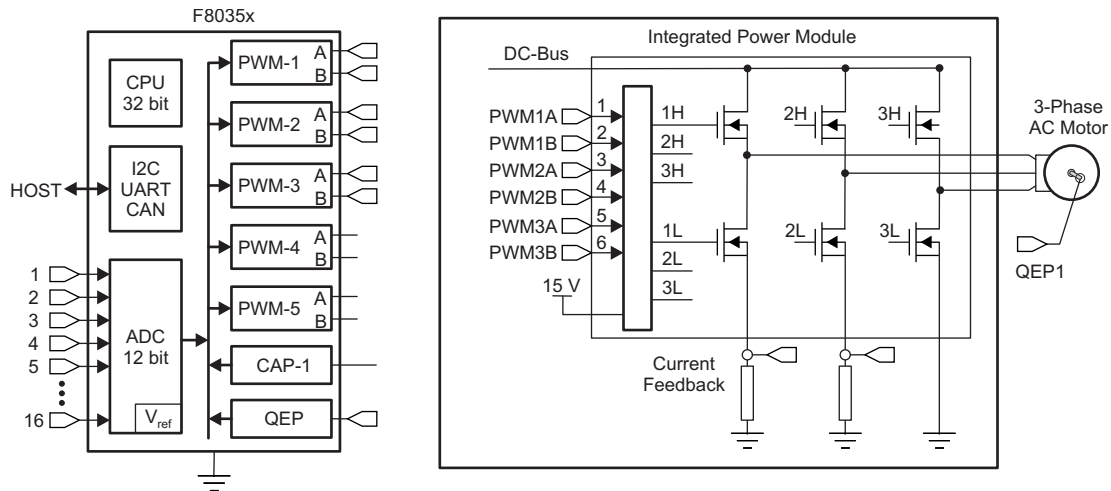 F8035x
CPU
32 bit
I2C
UART
CAN
HOST
1
2
3
4
5
16
ADC
12 bit
Vref
PWM-1
A
B
PWM-2
A
B
PWM-3
A
B
PWM-4
A
B
PWM-5
A
B
CAP-1
QEP
Integrated Power Module
DC-Bus
PWM1A
1
PWM1B
2
PWM2A
3
PWM2B
4
PWM3A
5
PWM3B
6
15 V
1H
2H
3H
1L
2L
3L
2H
3H
2L
3L
Current
Feedback
3-Phase
AC Motor
QEP1